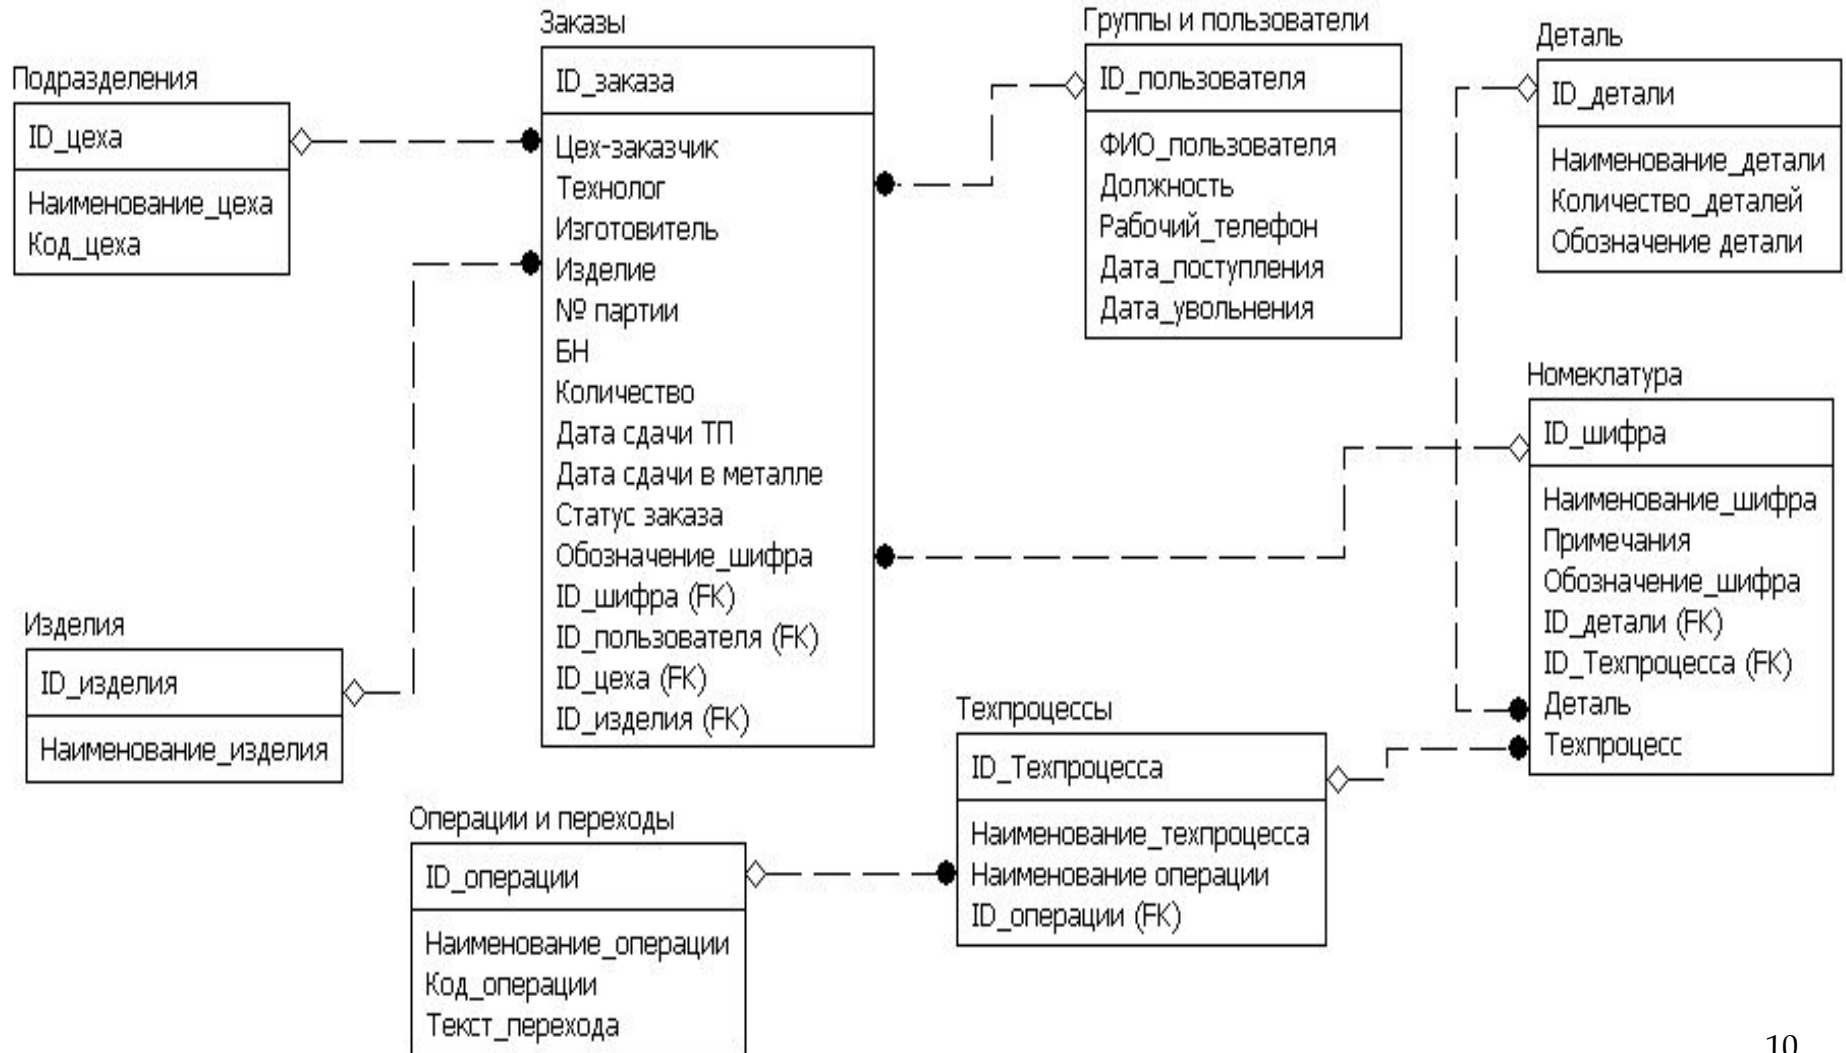 Подразделения
ID_цеха
Наименование_цеха
Код_цеха
Изделия
ID_изделия
Наименование_изделия
Заказы
ID_заказа
Цех-заказчик
Технолог
Изготовитель
Изделие
№ партии
БН
Количество
Дата сдачи ТП
Дата сдачи в металле
Статус заказа
Обозначение_шифра
ID_шифра (FK)
ID_пользователя (FK)
ID_цеха (FK)
ID_изделия (FK)
Группы и пользователи
ID_пользователя
ФИО_пользователя
Должность
Рабочий_телефон
Дата_поступления
Дата_увольнения
Деталь
ID_детали
Наименование_детали
Количество_деталей
Обозначение детали
Номеклатура
ID_шифра
Наименование_шифра
Примечания
Обозначение_шифра
ID_детали (FK)
ID_Техпроцесса (FK)
Деталь
Техпроцесс
Техпроцессы
ID_Техпроцесса
Наименование_техпроцесса
Наименование операции
ID_операции (FK)
Операции и переходы
ID_операции
Наименование_операции
Код_операции
Текст_перехода
10